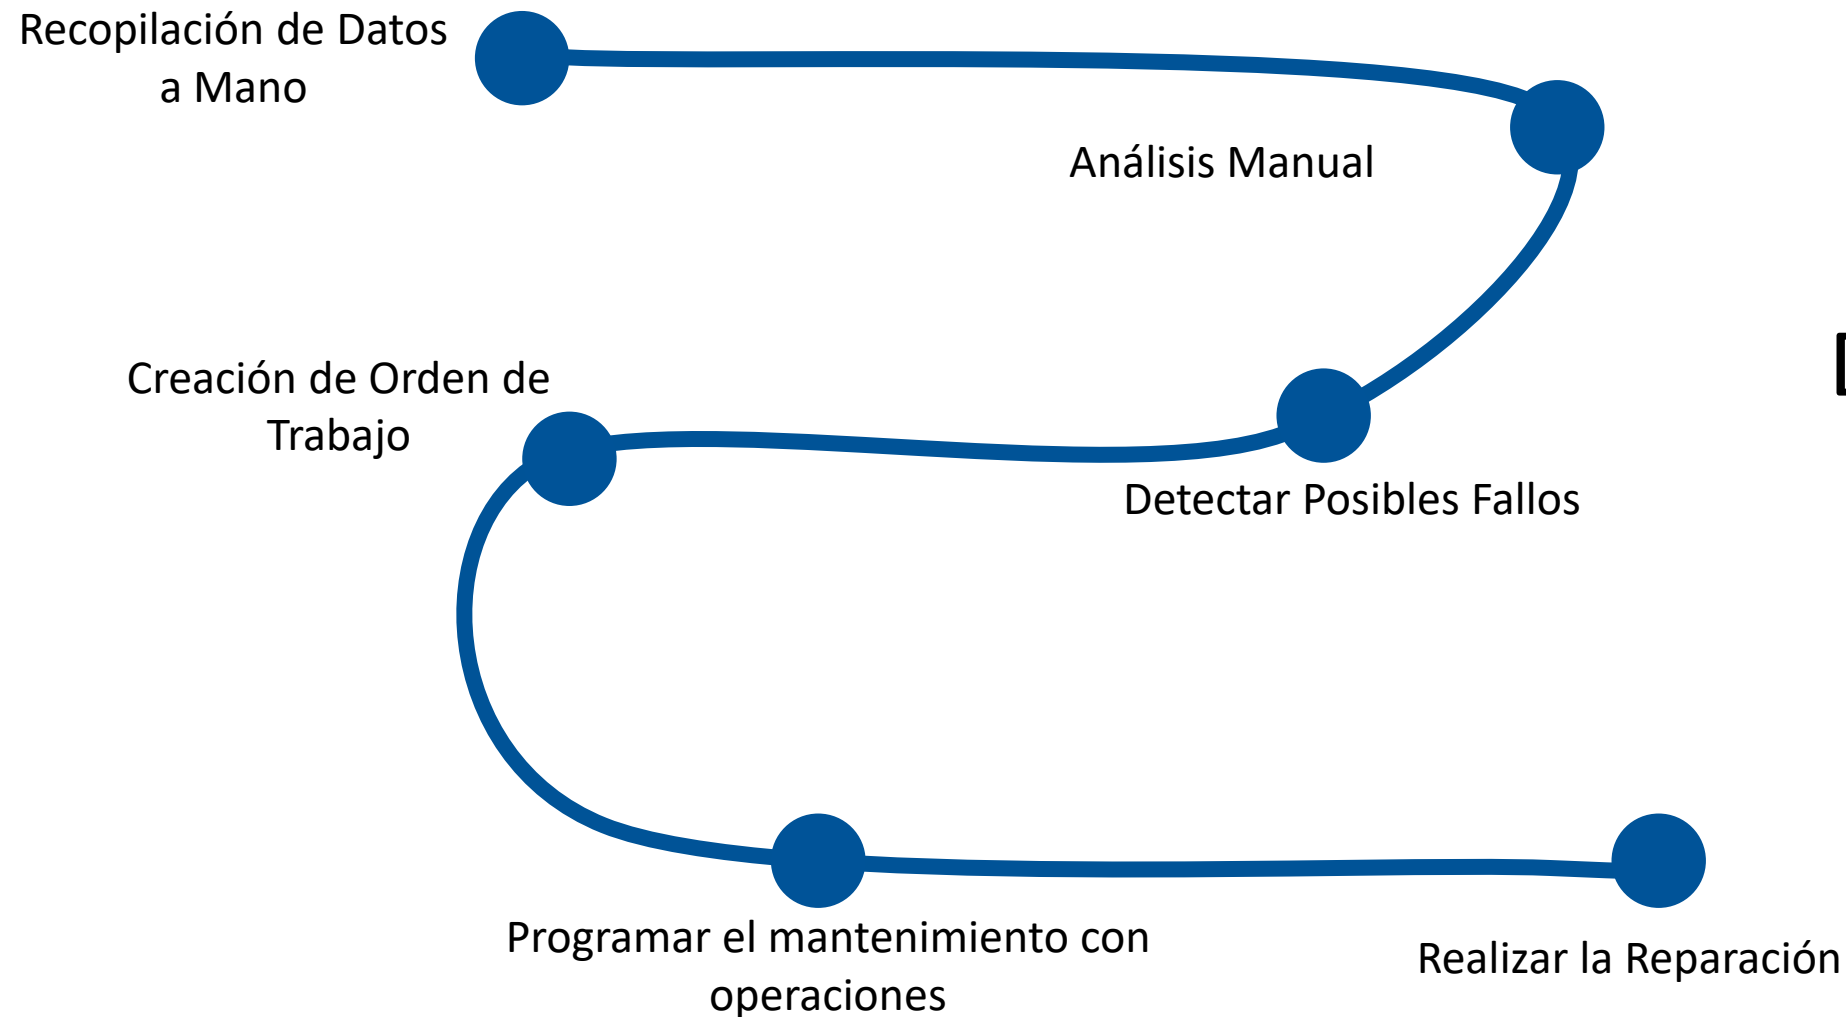 Recopilación de Datos
a Mano
Análisis Manual
Creación de Orden de
Trabajo
Detectar Posibles Fallos
Programar el mantenimiento con
operaciones
Realizar la Reparación